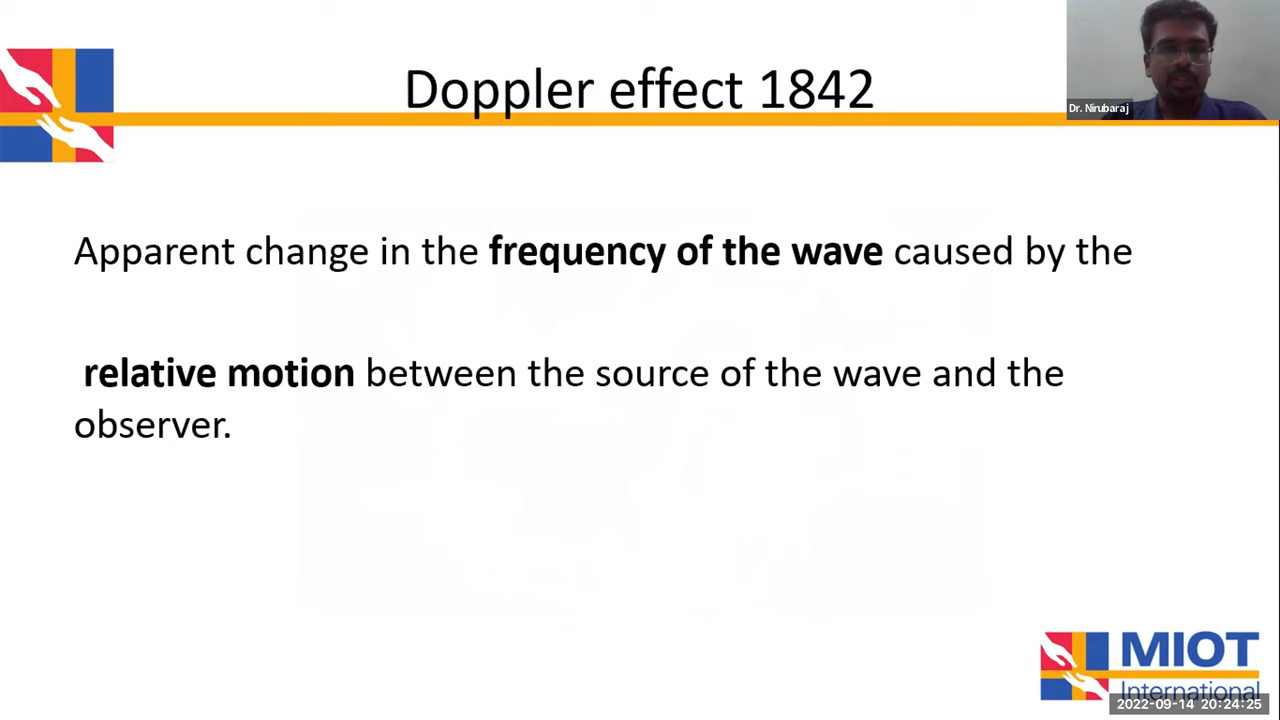 Doppler effect 1842
Dr. Nirubaraj
Apparent change in the frequency of the wave caused by the
relative motion between the source of the wave and the
observer.
MIOT
International
2022-09-14 20:24:25